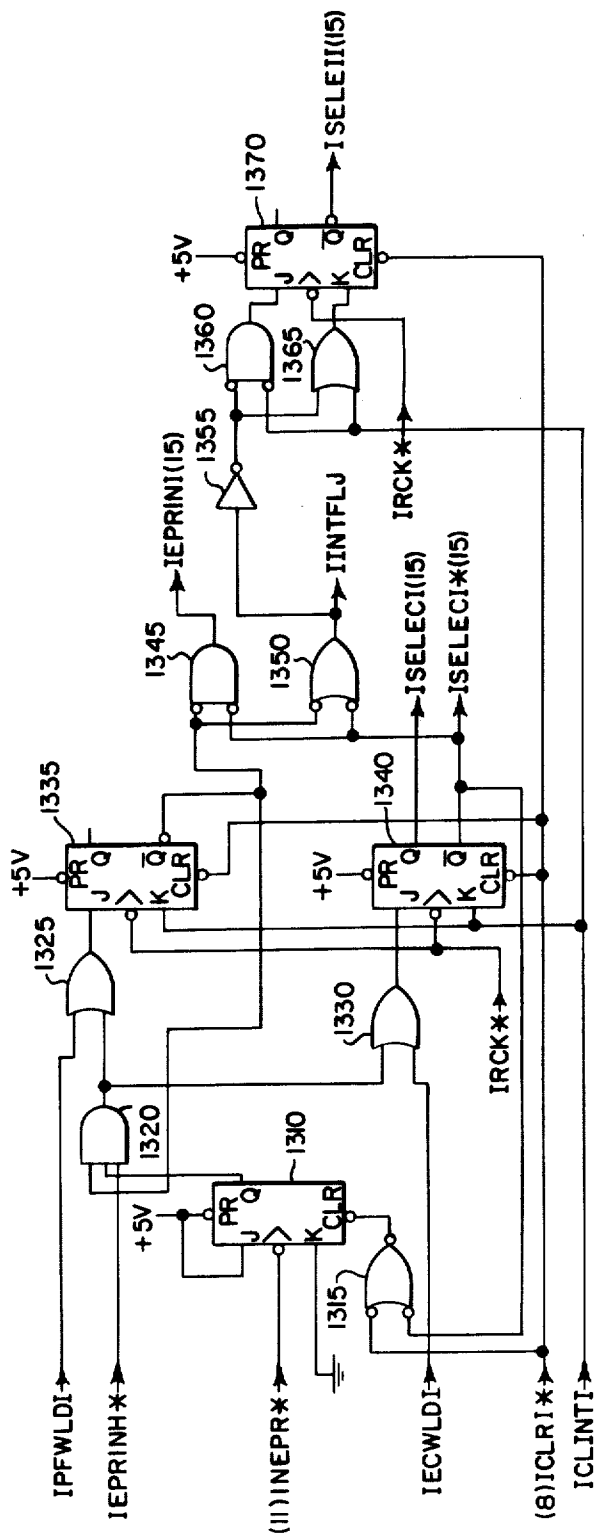 IPFWLDI
IEPRINH*
(11)INEPR*
IECWLDI
(8)ICLRI*
ICLINTI
+5V
PR
J
Q
K
CLR
1310
1315
1320
1325
1330
+5V
PR
J
Q
K
Q
CLR
1335
+5V
PR
J
Q
K
Q
CLR
1340
IRCK*
1345
1350
IEPRINI(15)
IINTFLJ
ISELECI(15)
ISELECI*(15)
1355
1360
1365
IRCK*
+5V
PR
J
Q
K
Q
CLR
1370
ISELEII(15)